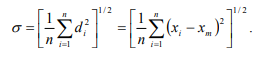 σ = [ 1/n ∑_{i=1}^{n} d_i^2 ]^{1/2} = [ 1/n ∑_{i=1}^{n} (x_i − x_m)^2 ]^{1/2} .